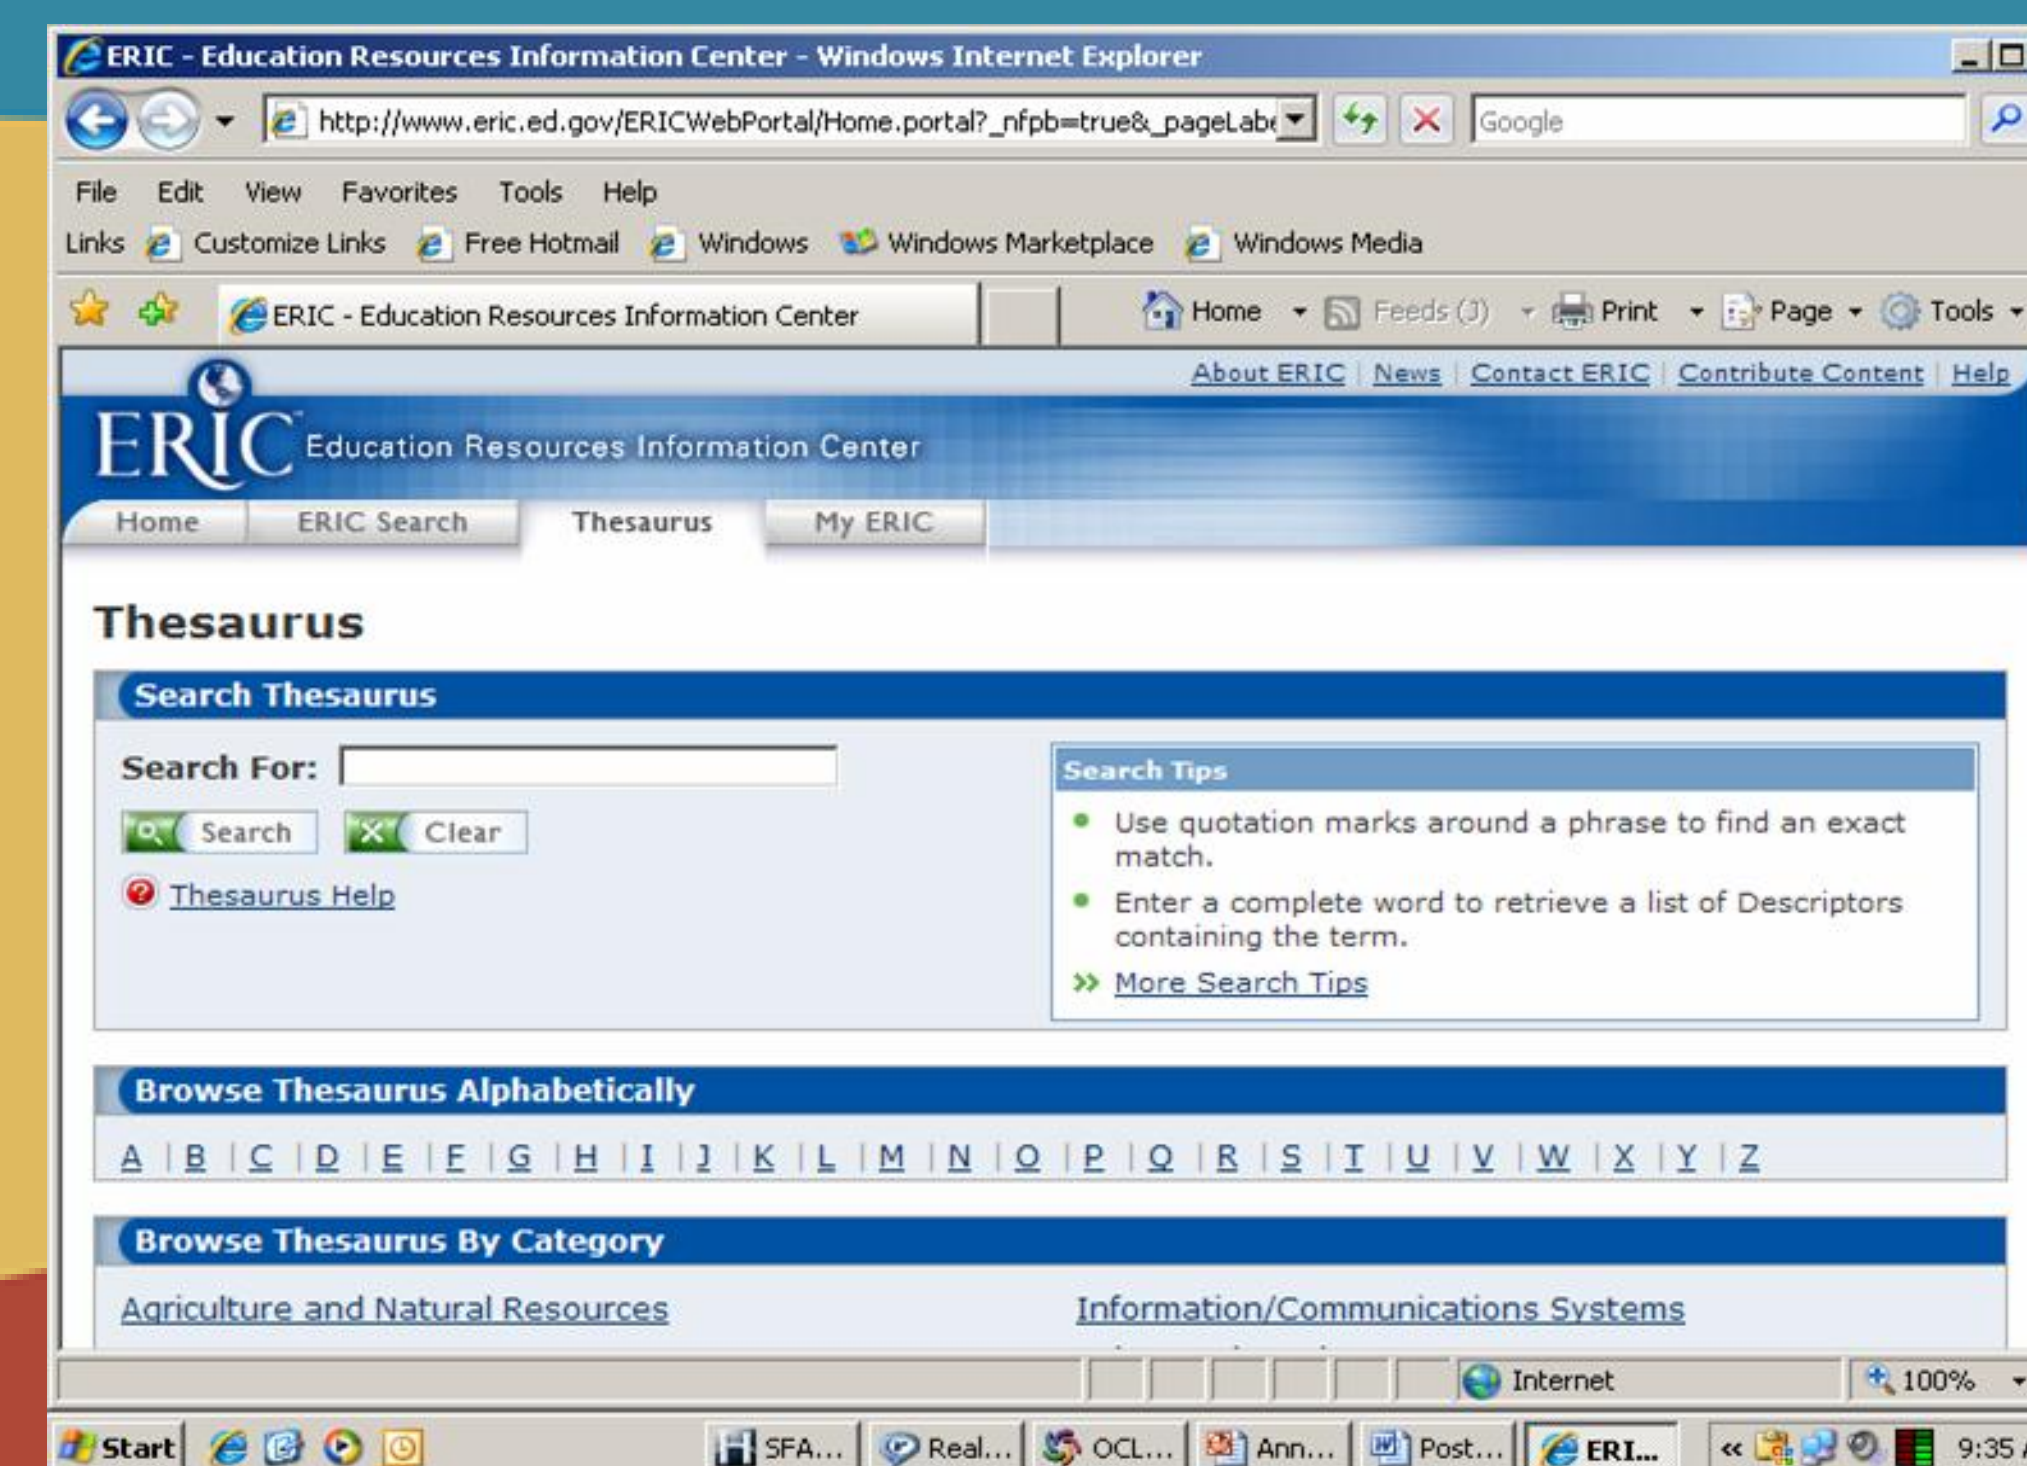 ERIC - Education Resources Information Center - Windows Internet Explorer
http://www.eric.ed.gov/ERICWebPortal/Home.portal?_nfpb=true&_pageLabe
Google
File Edit View Favorites Tools Help
Links Customize Links Free Hotmail Windows Windows Marketplace Windows Media
ERIC - Education Resources Information Center Home Feeds (J) Print Page Tools
About ERIC | News | Contact ERIC | Contribute Content | Help
ERIC Education Resources Information Center
Home ERIC Search Thesaurus My ERIC
Thesaurus
Search Thesaurus
Search For:
Search Clear
Thesaurus Help
Search Tips
Use quotation marks around a phrase to find an exact
match.
Enter a complete word to retrieve a list of Descriptors
containing the term.
More Search Tips
Browse Thesaurus Alphabetically
A | B | C | D | E | F | G | H | I | J | K | L | M | N | O | P | Q | R | S | T | U | V | W | X | Y | Z
Browse Thesaurus By Category
Agriculture and Natural Resources
Information/Communications Systems
Internet 100%
Start SFA... Real... OCL... Ann... Post... ERI... « 9:35